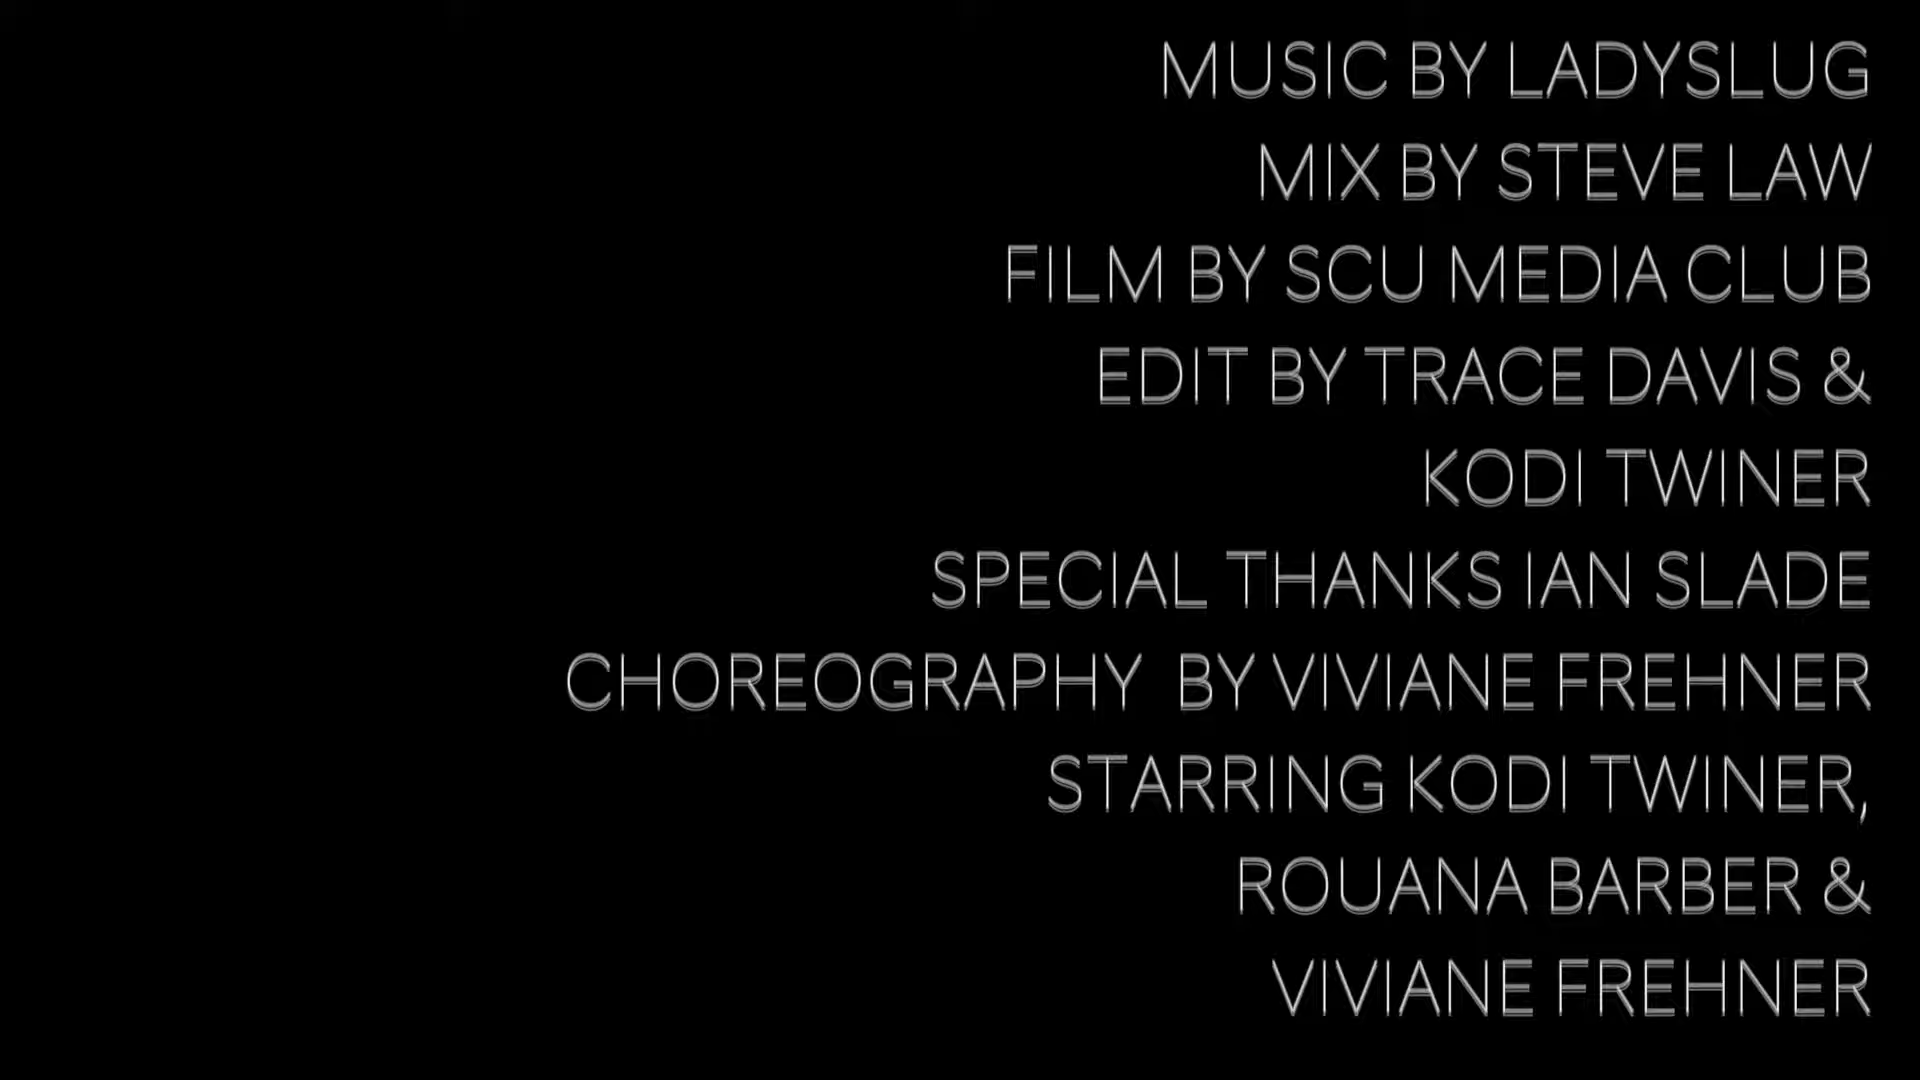 MUSIC BY LADYSLUG
MIX BY STEVE LAW
FILM BY SCU MEDIA CLUB
EDIT BY TRACE DAVIS &
KODI TWINER
SPECIAL THANKS IAN SLADE
CHOREOGRAPHY BY VIVIANE FREHNER
STARRING KODI TWINER,
ROUANA BARBER &
VIVIANE FREHNER